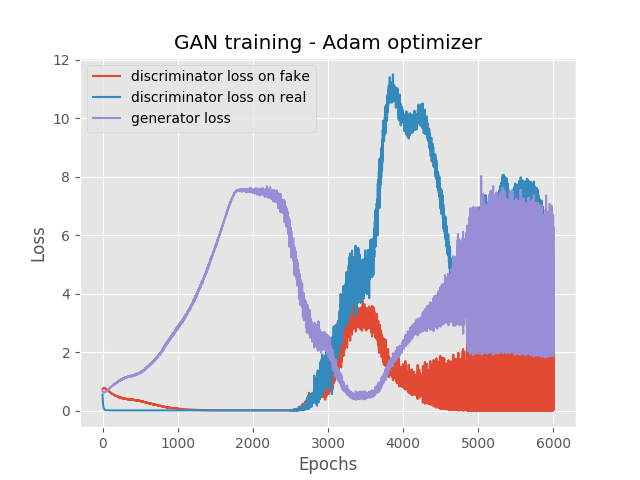 GAN training - Adam optimizer
discriminator loss on fake
discriminator loss on real
generator loss
12
10
8
6
4
2
0
Loss
0 1000 2000 3000 4000 5000 6000
Epochs